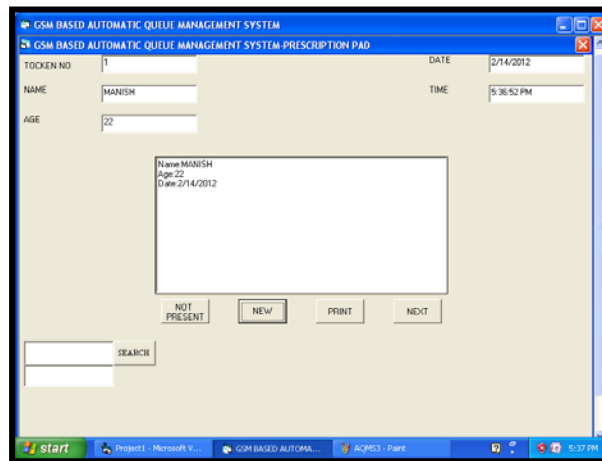 GSM BASED AUTOMATIC QUEUE MANAGEMENT SYSTEM
GSM BASED AUTOMATIC QUEUE MANAGEMENT SYSTEM-PRESCRIPTION PAD
TOCKEN NO 1 DATE 2/14/2012
NAME MANISH TIME 5:36:52 PM
AGE 22
Name:MANISH
Age:22
Date:2/14/2012
NOT PRESENT NEW PRINT NEXT
SEARCH
start Project1 - Microsoft V... GSM BASED AUTOMA... AQMS3 - Paint 5:37 PM